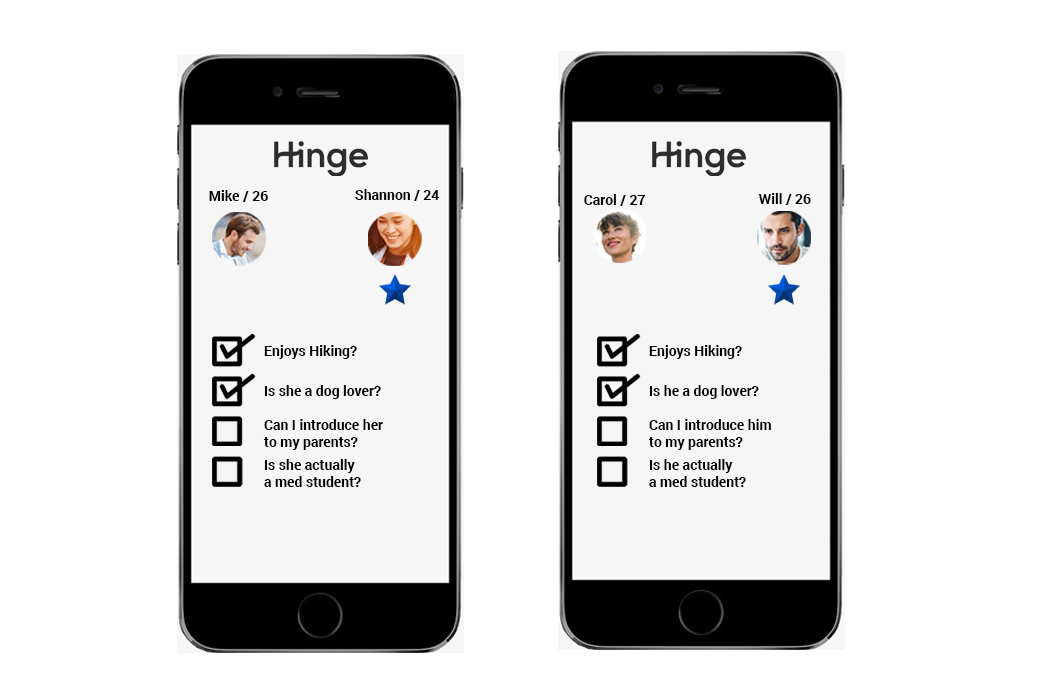 Hinge
Mike / 26
Shannon / 24
Enjoys Hiking?
Is she a dog lover?
Can I introduce her
to my parents?
Is she actually
a med student?
Hinge
Carol / 27
Will / 26
Enjoys Hiking?
Is he a dog lover?
Can I introduce him
to my parents?
Is he actually
a med student?